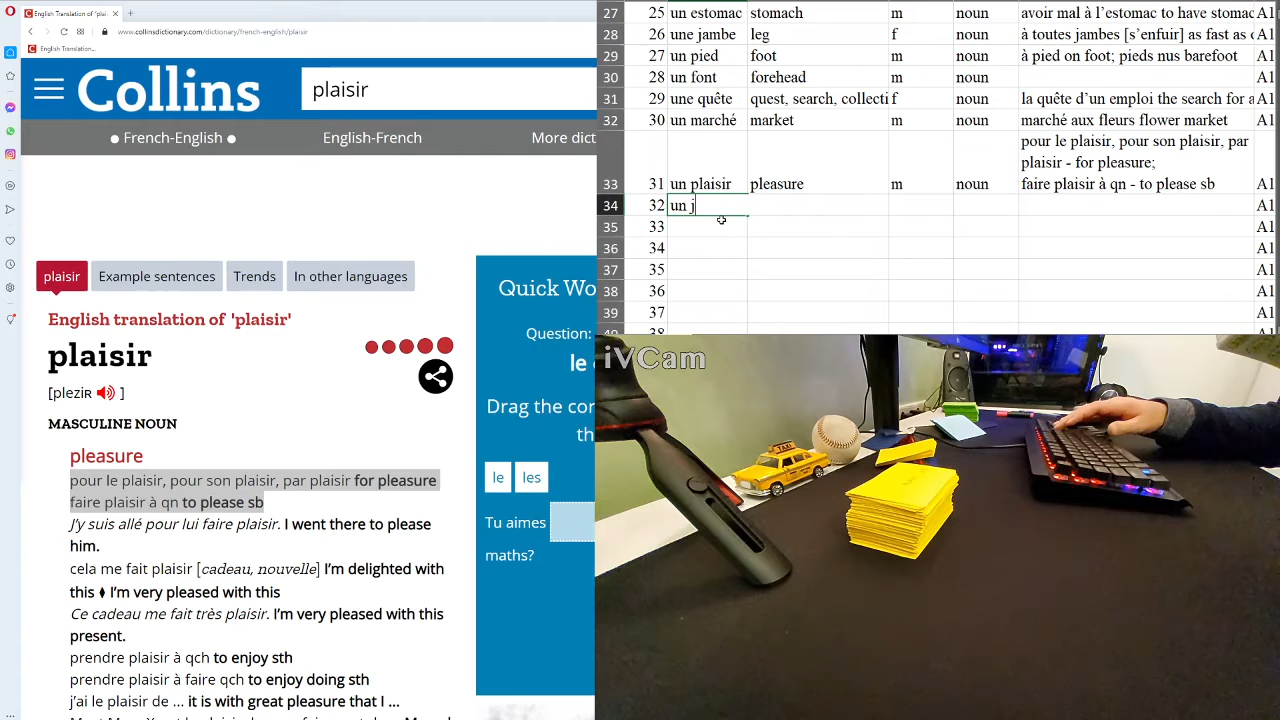 English Translation of 'plai
www.collinsdictionary.com/dictionary/french-english/plaisir
English Translation...
Collins
plaisir
French-English
English-French
More dict
plaisir
Example sentences
Trends
In other languages
English translation of 'plaisir'
plaisir
[pleziʀ ]
MASCULINE NOUN
pleasure
pour le plaisir, pour son plaisir, par plaisir for pleasure
faire plaisir à qn to please sb
J'y suis allé pour lui faire plaisir. I went there to please
him.
cela me fait plaisir [cadeau, nouvelle] I'm delighted with
this ⧫ I'm very pleased with this
Ce cadeau me fait très plaisir. I'm very pleased with this
present.
prendre plaisir à qch to enjoy sth
prendre plaisir à faire qch to enjoy doing sth
j'ai le plaisir de ... it is with great pleasure that I ...
Quick Wo
Question:
le
Drag the cor
th
le
les
Tu aimes
maths?
27 25 un estomac stomach m noun avoir mal à l'estomac to have stomac A1
28 26 une jambe leg f noun à toutes jambes [s'enfuir] as fast as A1
29 27 un pied foot m noun à pied on foot; pieds nus barefoot A1
30 28 un font forehead m noun A1
31 29 une quête quest, search, collecti f noun la quête d'un emploi the search for a A1
32 30 un marché market m noun marché aux fleurs flower market A1
pour le plaisir, pour son plaisir, par
plaisir - for pleasure;
33 31 un plaisir pleasure m noun faire plaisir à qn - to please sb A1
34 32 un j A1
35 33 A1
36 34 A1
37 35 A1
38 36 A1
39 37 A1
38
iVCam
TAXI